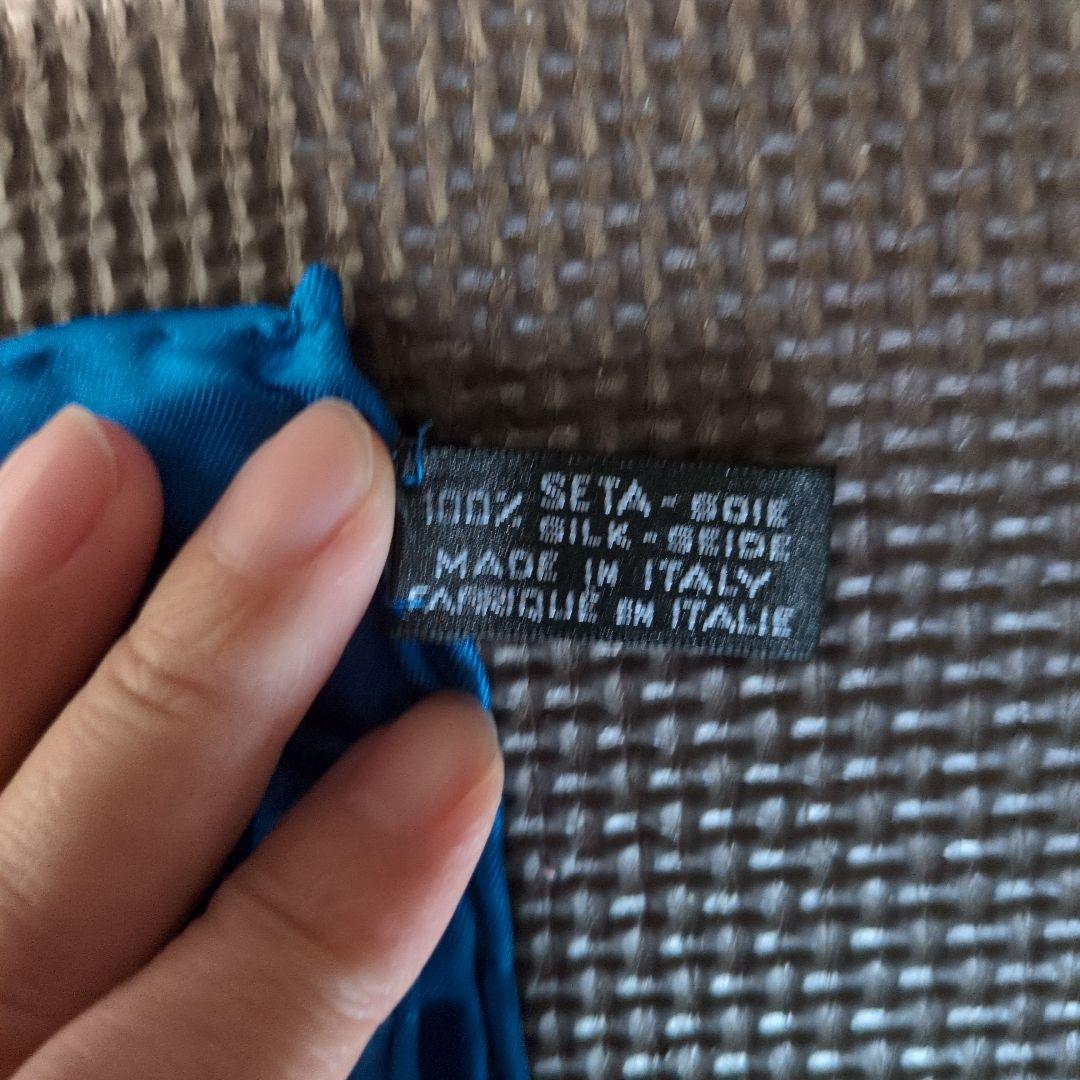 100% SETA - SOIE
SILK - SEIDE
MADE IN ITALY
FABRIQUÉ EN ITALIE